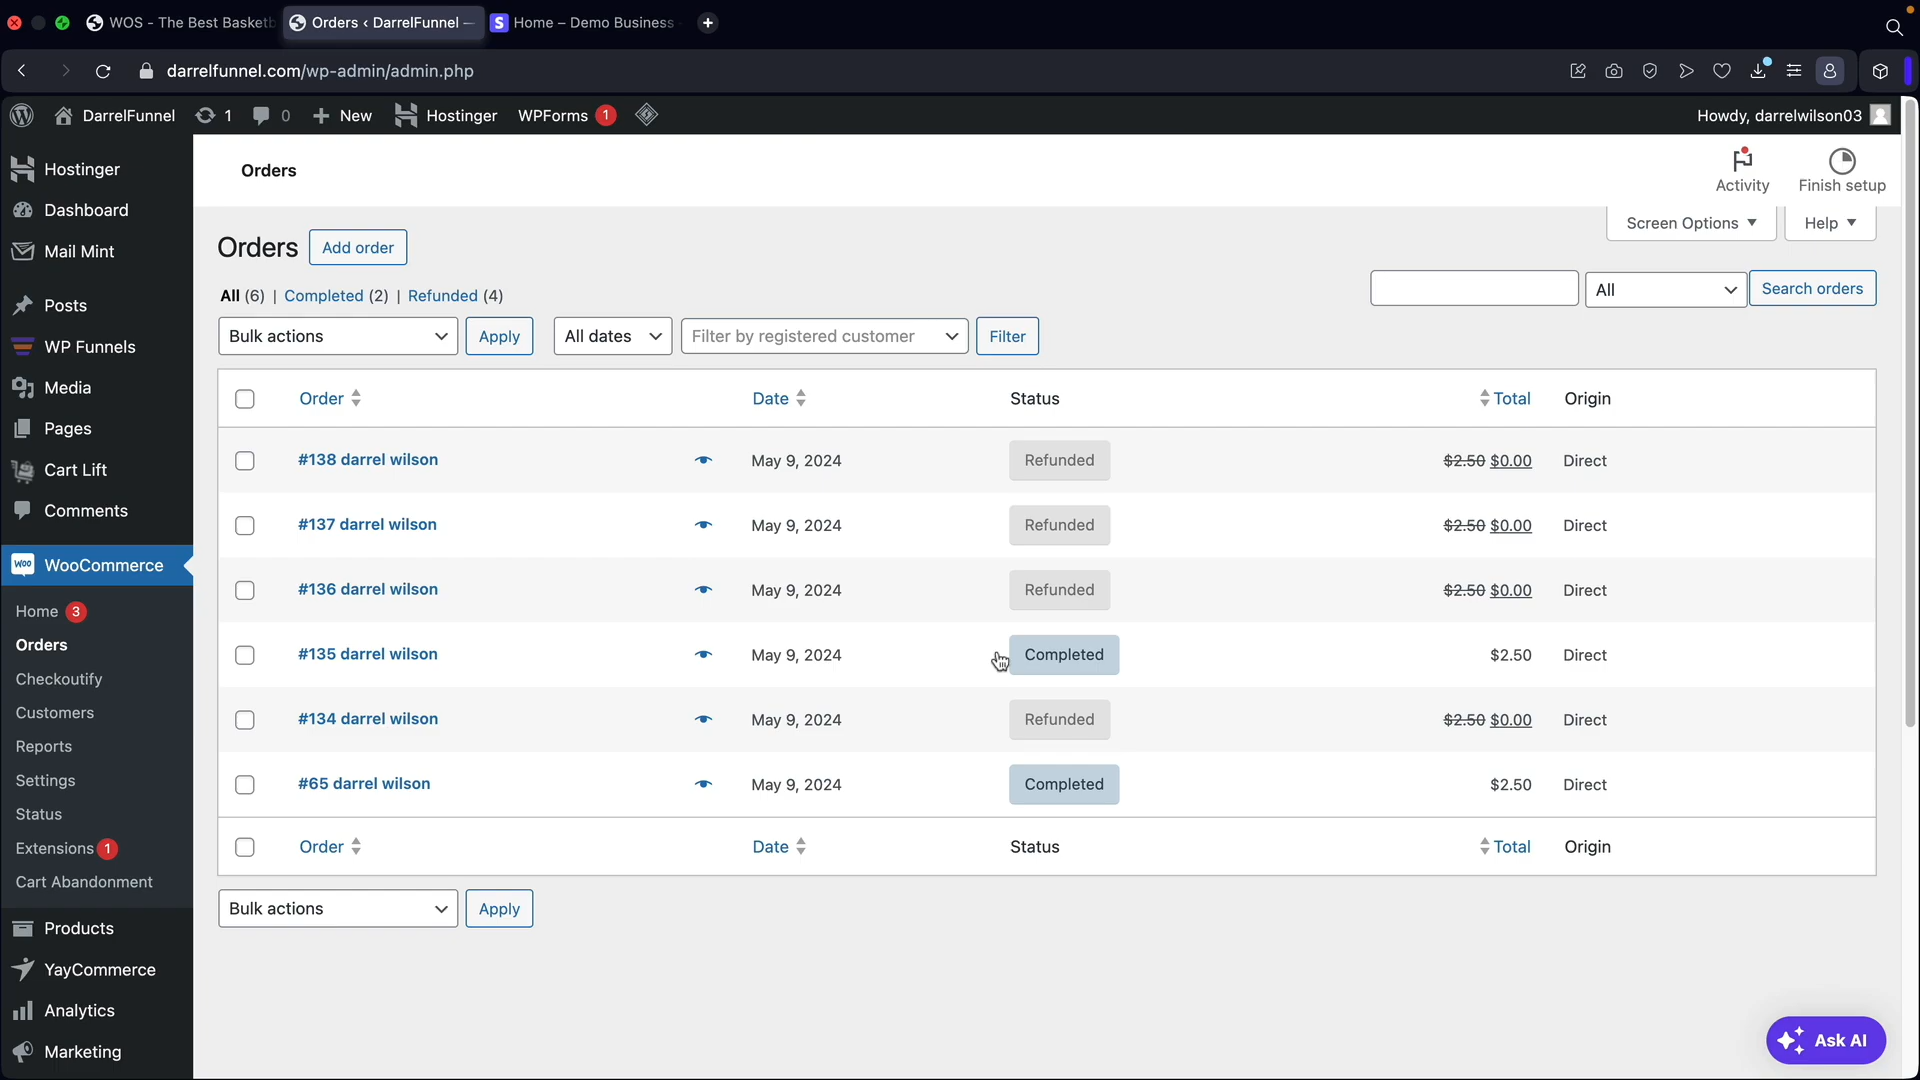 WOS - The Best Basketb
Orders < DarrelFunnel —
S Home – Demo Business
darrelfunnel.com/wp-admin/admin.php
DarrelFunnel 1 0 New Hostinger WPForms 1 Howdy, darrelwilson03
Hostinger
Dashboard
Mail Mint
Posts
WP Funnels
Media
Pages
Cart Lift
Comments
WOO WooCommerce
Home 3
Orders
Checkoutify
Customers
Reports
Settings
Status
Extensions 1
Cart Abandonment
Products
YayCommerce
Analytics
Marketing
Orders
Activity Finish setup
Screen Options Help
Orders Add order
All (6) | Completed (2) | Refunded (4)
All Search orders
Bulk actions Apply All dates Filter by registered customer Filter
Order Date Status Total Origin
#138 darrel wilson May 9, 2024 Refunded $2.50 $0.00 Direct
#137 darrel wilson May 9, 2024 Refunded $2.50 $0.00 Direct
#136 darrel wilson May 9, 2024 Refunded $2.50 $0.00 Direct
#135 darrel wilson May 9, 2024 Completed $2.50 Direct
#134 darrel wilson May 9, 2024 Refunded $2.50 $0.00 Direct
#65 darrel wilson May 9, 2024 Completed $2.50 Direct
Order Date Status Total Origin
Bulk actions Apply
Ask AI